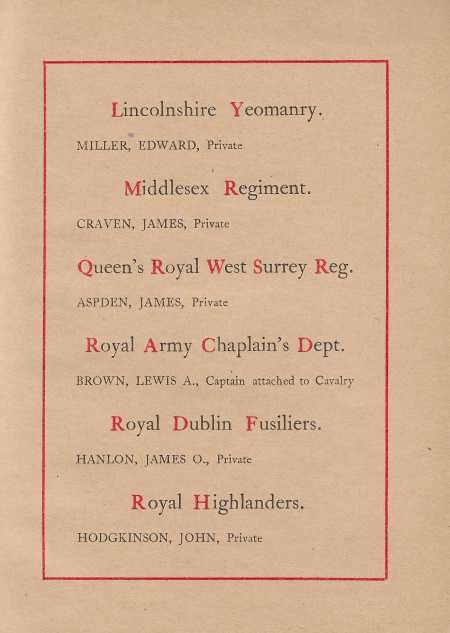 Lincolnshire Yeomanry.
MILLER, EDWARD, Private
Middlesex Regiment.
CRAVEN, JAMES, Private
Queen's Royal West Surrey Reg.
ASPDEN, JAMES, Private
Royal Army Chaplain's Dept.
BROWN, LEWIS A., Captain attached to Cavalry
Royal Dublin Fusiliers.
HANLON, JAMES O., Private
Royal Highlanders.
HODGKINSON, JOHN, Private